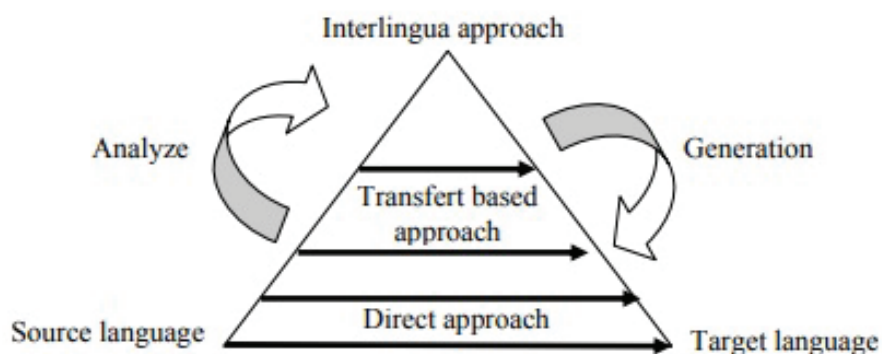 Interlingua approach
Analyze
Generation
Transfert based
approach
Direct approach
Source language
Target language